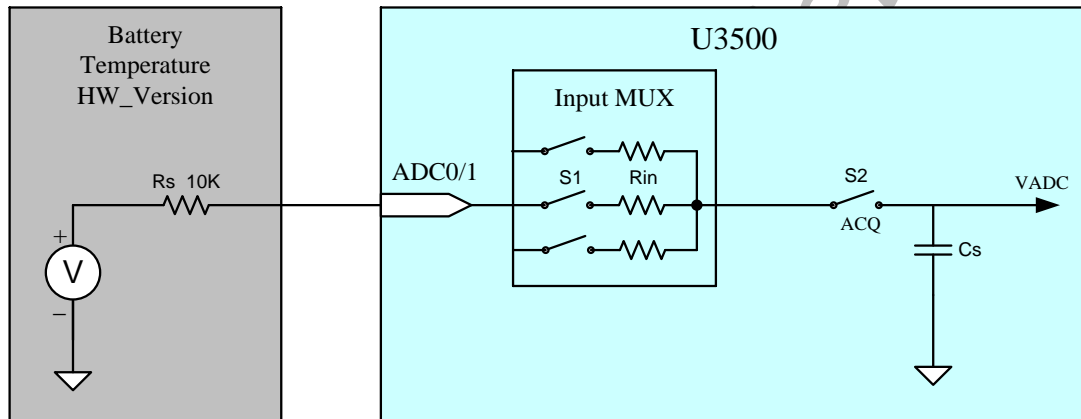 Battery
Temperature
HW_Version
U3500
Input MUX
ADC0/1
Rs 10K
S1
Rin
S2
ACQ
VADC
Cs
+
V
−